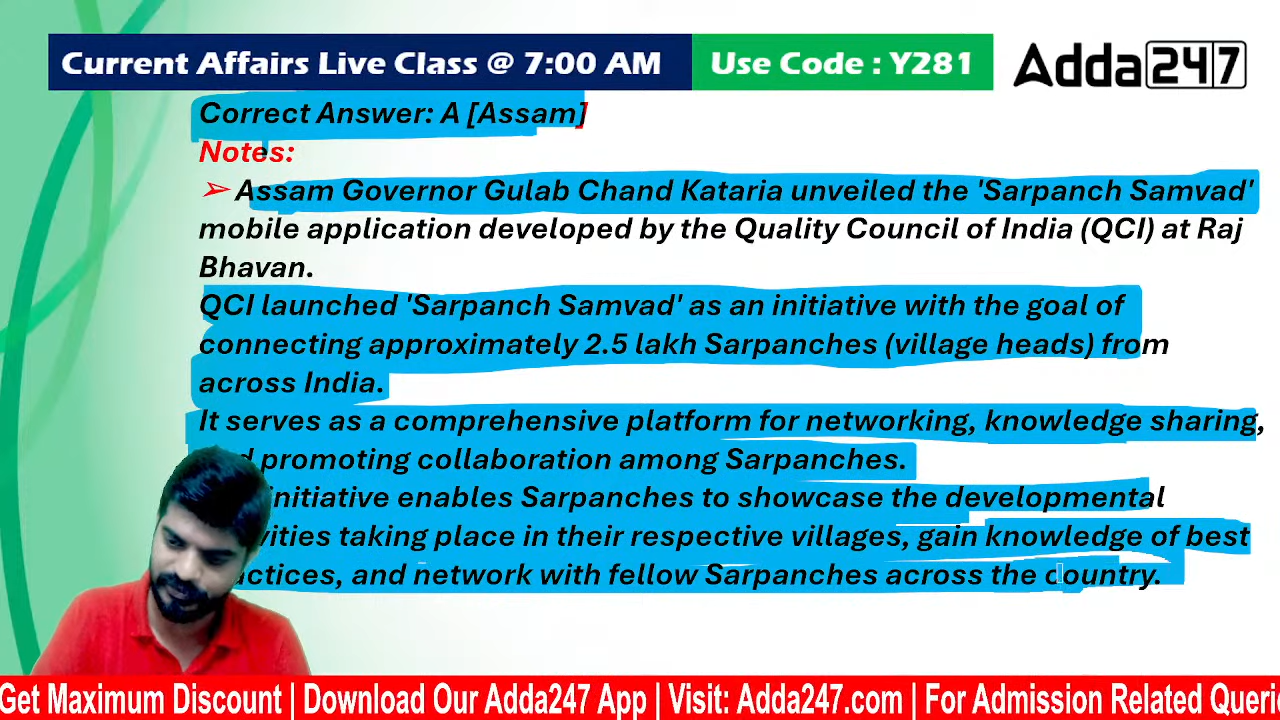 Current Affairs Live Class @ 7:00 AM
Use Code : Y281
Adda247
Correct Answer: A [Assam]
Notes:
➢ Assam Governor Gulab Chand Kataria unveiled the 'Sarpanch Samvad'
mobile application developed by the Quality Council of India (QCI) at Raj
Bhavan.
QCI launched 'Sarpanch Samvad' as an initiative with the goal of
connecting approximately 2.5 lakh Sarpanches (village heads) from
across India.
It serves as a comprehensive platform for networking, knowledge sharing,
promoting collaboration among Sarpanches.
initiative enables Sarpanches to showcase the developmental
taking place in their respective villages, gain knowledge of best
and network with fellow Sarpanches across the country.
Get Maximum Discount | Download Our Adda247 App | Visit: Adda247.com | For Admission Related